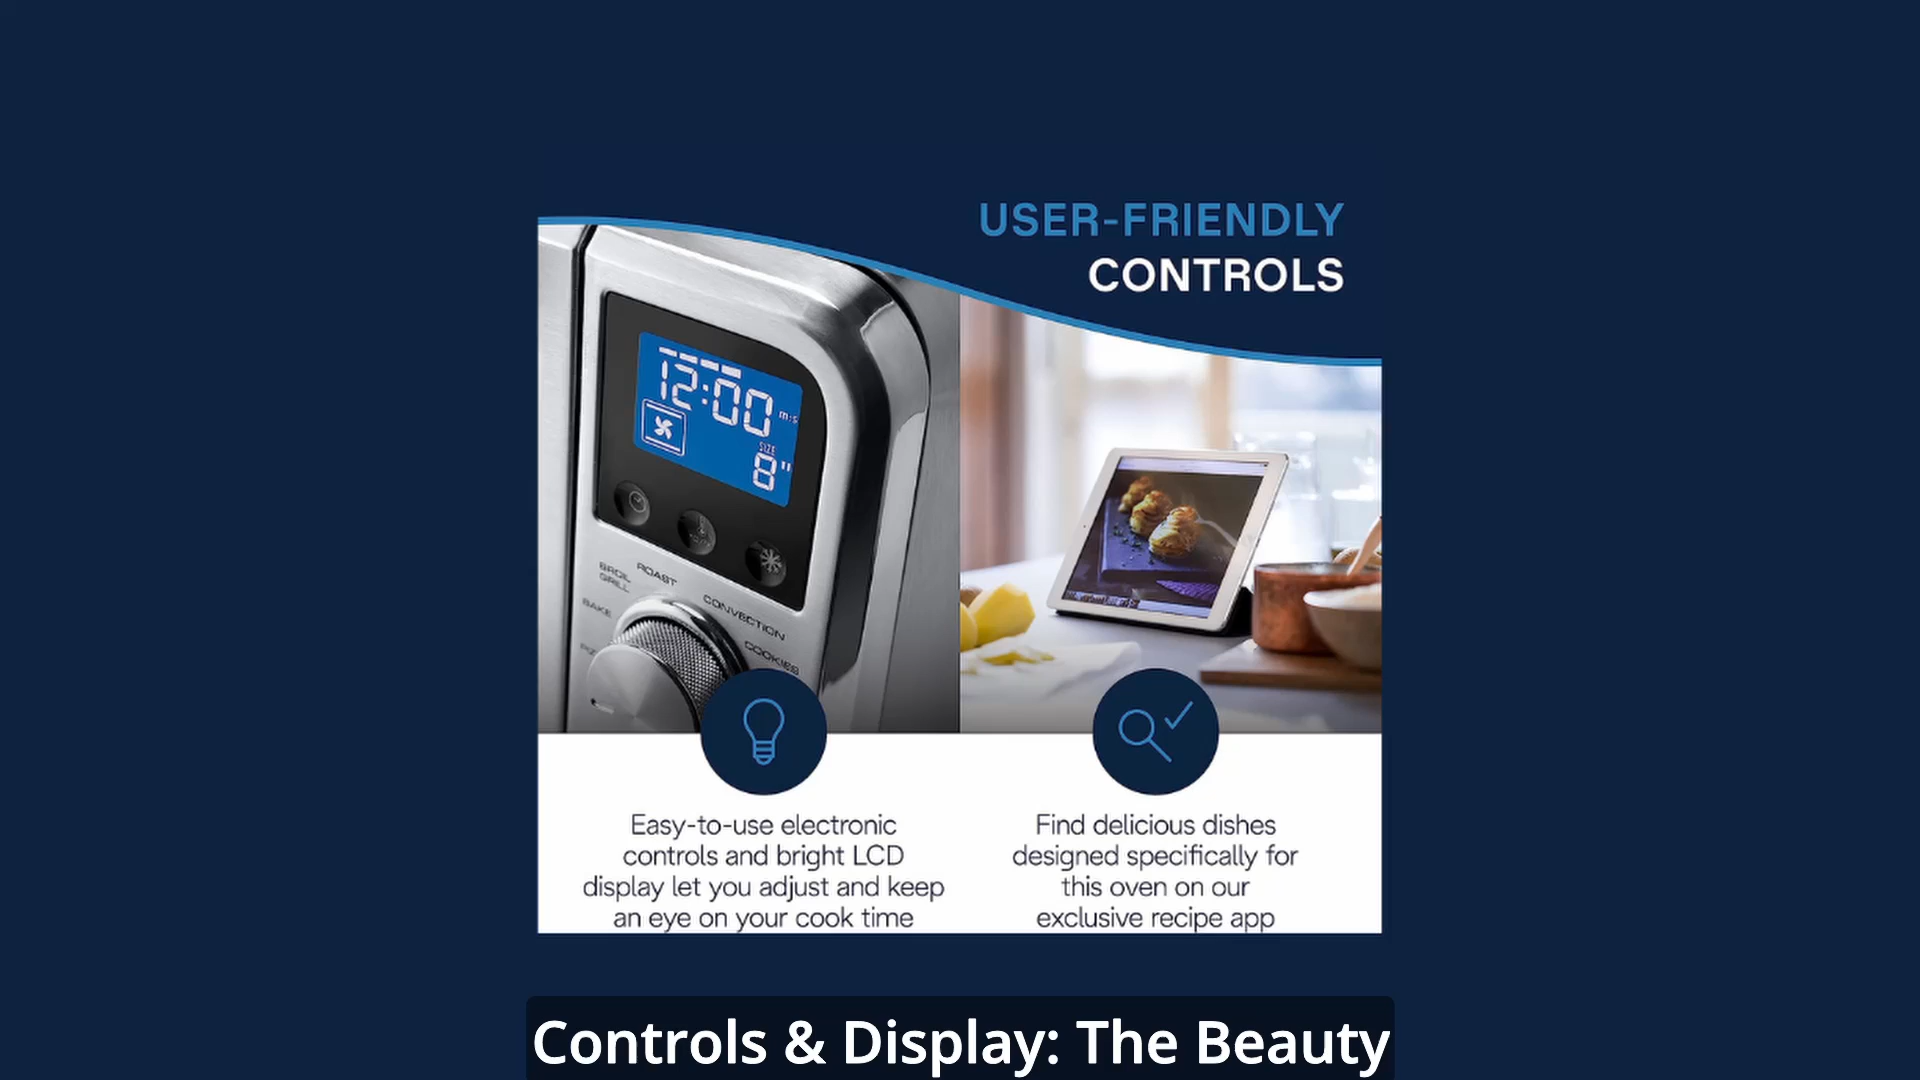 USER-FRIENDLY
CONTROLS
12:00 m:s
SIZE
8"
BROIL
GRILL
ROAST
BAKE
CONVECTION
COOKIES
Easy-to-use electronic
controls and bright LCD
display let you adjust and keep
an eye on your cook time
Find delicious dishes
designed specifically for
this oven on our
exclusive recipe app
Controls & Display: The Beauty